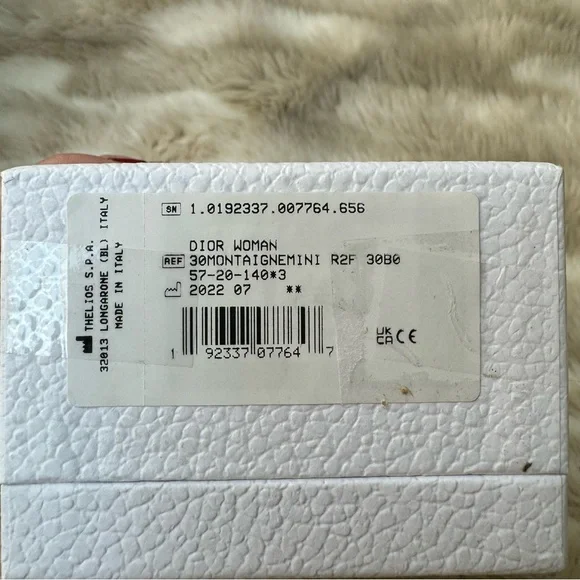 SN 1.0192337.007764.656
DIOR WOMAN
REF 30MONTAIGNEMINI R2F 30B0
57-20-140*3
2022 07 **
1 92337 07764 7
UK
CA CE
THELIOS S.P.A.
32013 LONGARONE (BL) ITALY
MADE IN ITALY